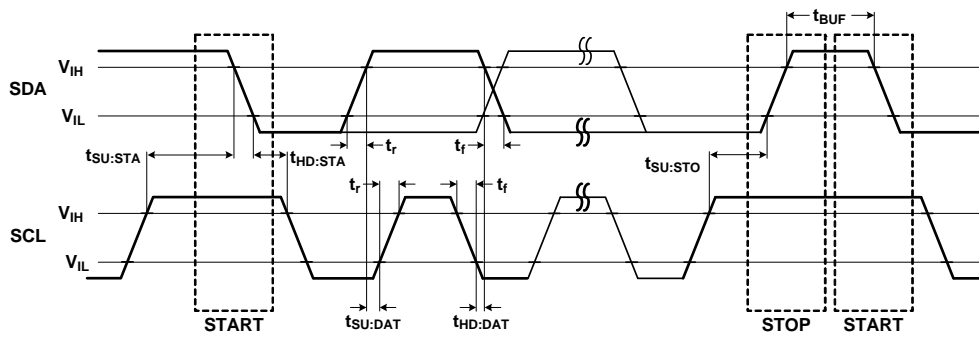 tBUF
VIH
SDA
VIL
tSU:STA
tHD:STA
tr
tf
tSU:STO
tr
tf
VIH
SCL
VIL
tSU:DAT
tHD:DAT
START
STOP
START